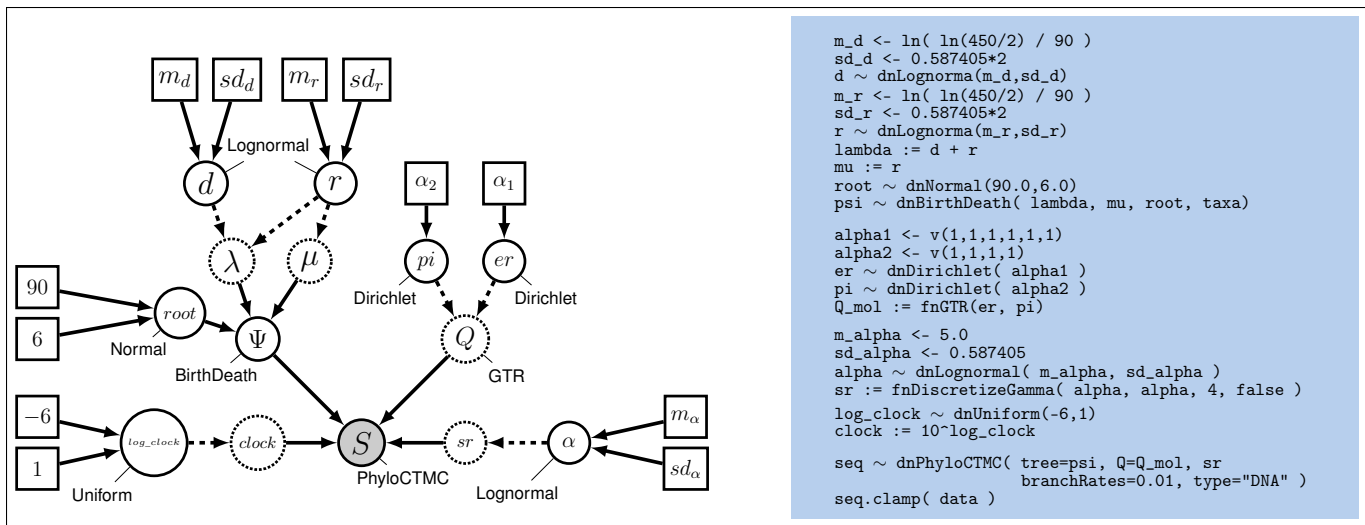 m_d sd_d m_r sd_r
Lognormal
d r α_2 α_1
λ μ pi er
Dirichlet Dirichlet
90
root
6 Ψ Q
Normal
BirthDeath GTR
−6 m_α
log_clock clock S sr α
1 sd_α
PhyloCTMC
Uniform Lognormal
m_d <- ln( ln(450/2) / 90 )
sd_d <- 0.587405*2
d ∼ dnLognorma(m_d,sd_d)
m_r <- ln( ln(450/2) / 90 )
sd_r <- 0.587405*2
r ∼ dnLognorma(m_r,sd_r)
lambda := d + r
mu := r
root ∼ dnNormal(90.0,6.0)
psi ∼ dnBirthDeath( lambda, mu, root, taxa)
alpha1 <- v(1,1,1,1,1,1)
alpha2 <- v(1,1,1,1)
er ∼ dnDirichlet( alpha1 )
pi ∼ dnDirichlet( alpha2 )
Q_mol := fnGTR(er, pi)
m_alpha <- 5.0
sd_alpha <- 0.587405
alpha ∼ dnLognormal( m_alpha, sd_alpha )
sr := fnDiscretizeGamma( alpha, alpha, 4, false )
log_clock ∼ dnUniform(-6,1)
clock := 10^log_clock
seq ∼ dnPhyloCTMC( tree=psi, Q=Q_mol, sr
branchRates=0.01, type="DNA" )
seq.clamp( data )